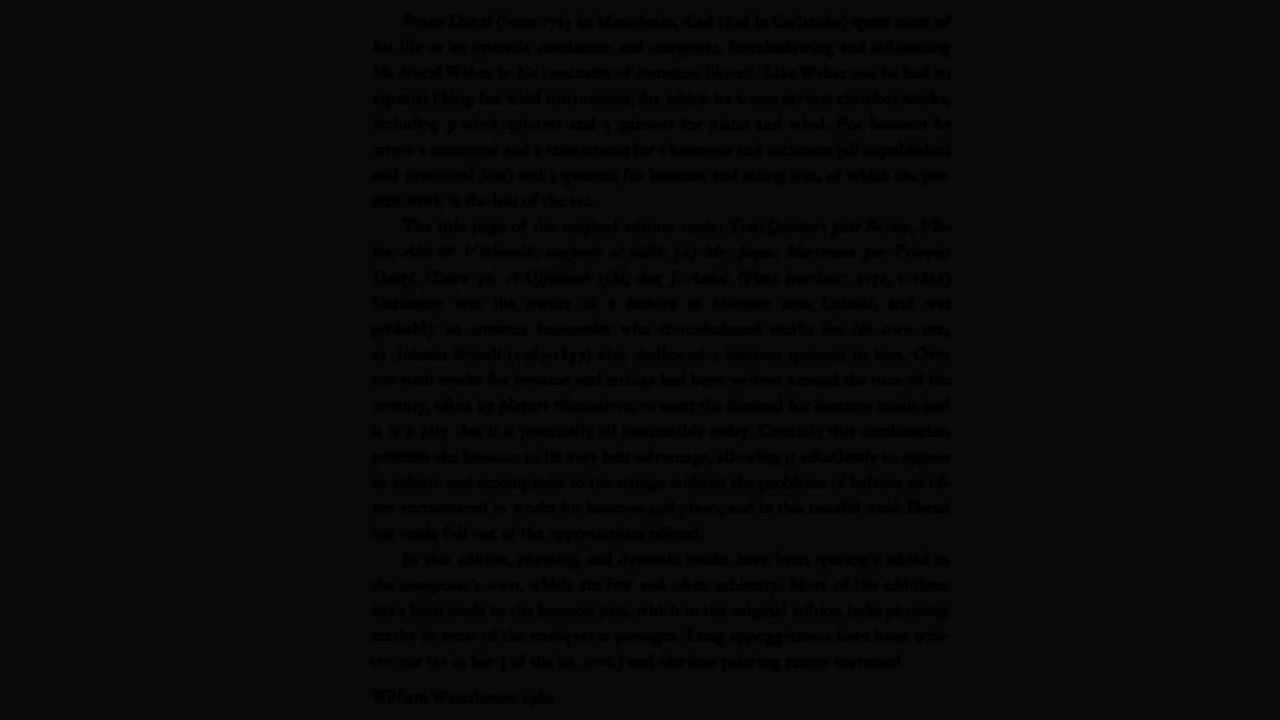 Franz Danzi (born 1763 in Mannheim, died 1826 in Carlsruhe) spent most of
his life as an operatic conductor and composer, foreshadowing and influencing
his friend Weber in his treatment of romantic libretti. Like Weber too he had an
especial liking for wind instruments, for which he wrote several chamber works,
including 9 wind quintets and 3 quintets for piano and wind. For bassoon he
wrote 2 concertos and a concertante for 2 bassoons and orchestra (all unpublished
and presumed lost) and 3 quartets for bassoon and string trio, of which the pre-
sent work is the last of the set.
The title page of the original edition reads: Trois Quatuors pour Basson, Vio-
lon, Alto & Violoncelle, composés et dédiés (à) Mr. Jaques Hartmann par François
Danzi. Œuvre 40. A Offenbach s/M, chez J. André. (Plate number: 4272, c.
Hartmann was the owner of a factory at Münster near Colmar, and was
probably an amateur bassoonist who commissioned works for his own use,
as Johann Brandl (1763-1837) also dedicated a bassoon quintett to him. Over
100 such works for bassoon and strings had been written around the turn of the
century, often by players themselves, to meet the demand for bassoon music and
it is a pity that it is practically all inaccessible today. Certainly this combination
presents the bassoon to its very best advantage, allowing it effortlessly to appear
as soloist and accompanist to the strings without the problems of balance so of-
ten encountered in works for bassoon and piano, and in this tuneful work Danzi
has made full use of the opportunities offered.
In this edition, phrasing and dynamic marks have been sparingly added to
the composer's own, which are few and often arbitrary. Most of the additions
have been made to the bassoon part, which in the original edition lacks phrasing
marks in most of the semiquaver passages. Long appoggiaturas have been writ-
ten out (as in bar 3 of the 1st. mvt.) and obvious printing errors corrected.
William Waterhouse 1960